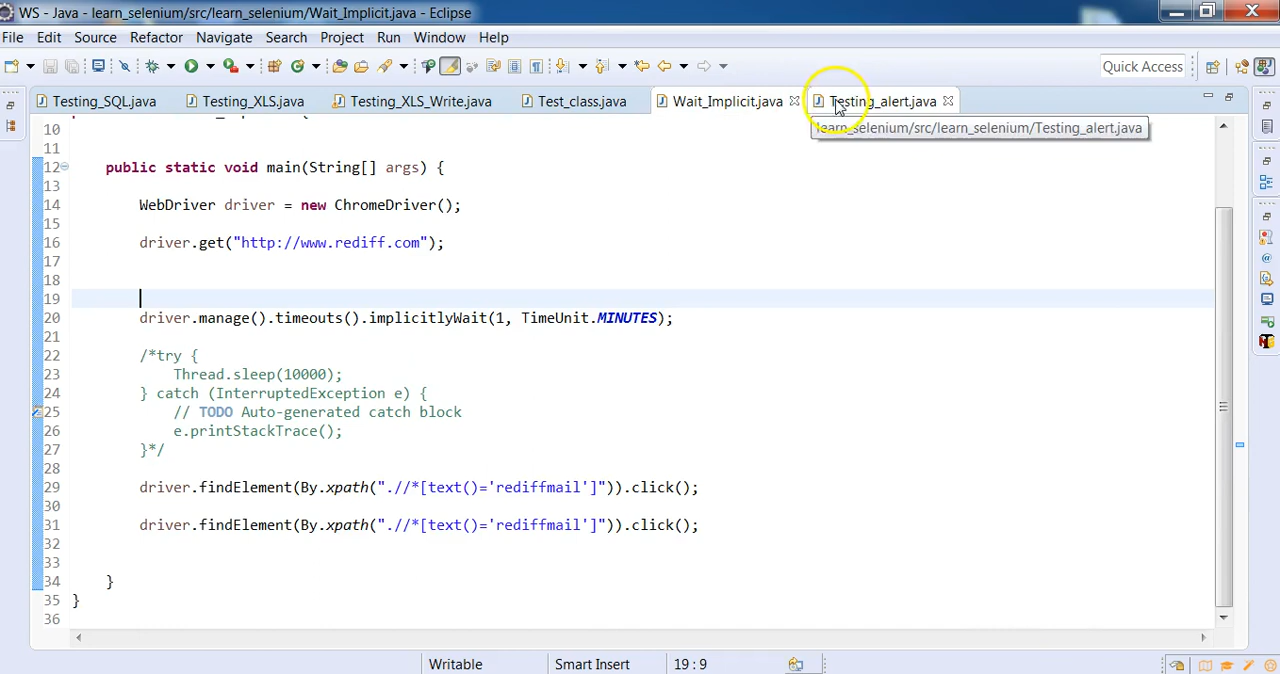 WS - Java - learn_selenium/src/learn_selenium/Wait_Implicit.java - Eclipse
File Edit Source Refactor Navigate Search Project Run Window Help
Quick Access
Testing_SQL.java Testing_XLS.java Testing_XLS_Write.java Test_class.java Wait_Implicit.java Testing_alert.java
learn_selenium/src/learn_selenium/Testing_alert.java
10
11
12 public static void main(String[] args) {
13
14 WebDriver driver = new ChromeDriver();
15
16 driver.get("http://www.rediff.com");
17
18
19
20 driver.manage().timeouts().implicitlyWait(1, TimeUnit.MINUTES);
21
22 /*try {
23 Thread.sleep(10000);
24 } catch (InterruptedException e) {
25 // TODO Auto-generated catch block
26 e.printStackTrace();
27 }*/
28
29 driver.findElement(By.xpath(".//*[text()='rediffmail']")).click();
30
31 driver.findElement(By.xpath(".//*[text()='rediffmail']")).click();
32
33
34 }
35 }
36
Writable Smart Insert 19 : 9